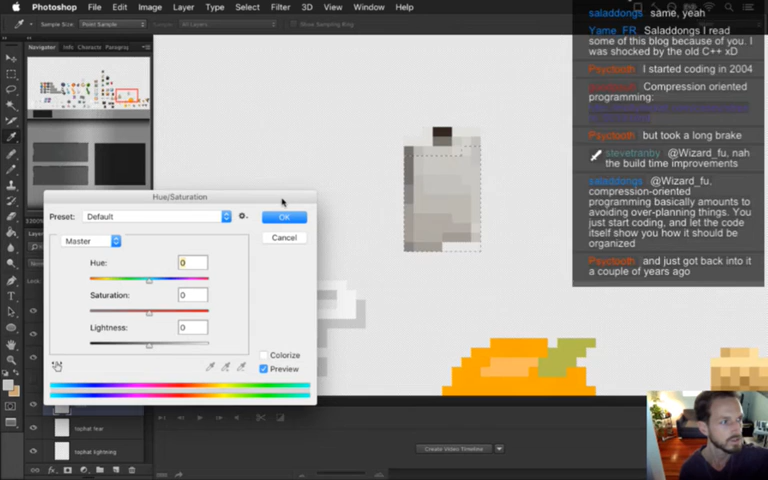 Photoshop File Edit Image Layer Type Select Filter 3D View Window Help
Sample Size: Point Sample
Show Sampling Ring
Navigator Info Characte Paragrap
saladdongs same, yeah
Yame_FR Saladdongs I read
some of this blog because of you. I
was shocked by the old C++ xD
Psyctooth I started coding in 2004
Compression oriented
programming:
Psyctooth but took a long brake
stevetranby @Wizard_fu, nah
the build time improvements
saladdongs @Wizard_fu,
compression-oriented
programming basically amounts to
avoiding over-planning things. You
just start coding, and let the code
itself show you how it should be
organized
Psyctooth and just got back into it
a couple of years ago
Hue/Saturation
Preset: Default
OK
Cancel
Master
Hue: 0
Saturation: 0
Lightness: 0
Colorize
Preview
tophat fear
tophat lightning
Create Video Timeline